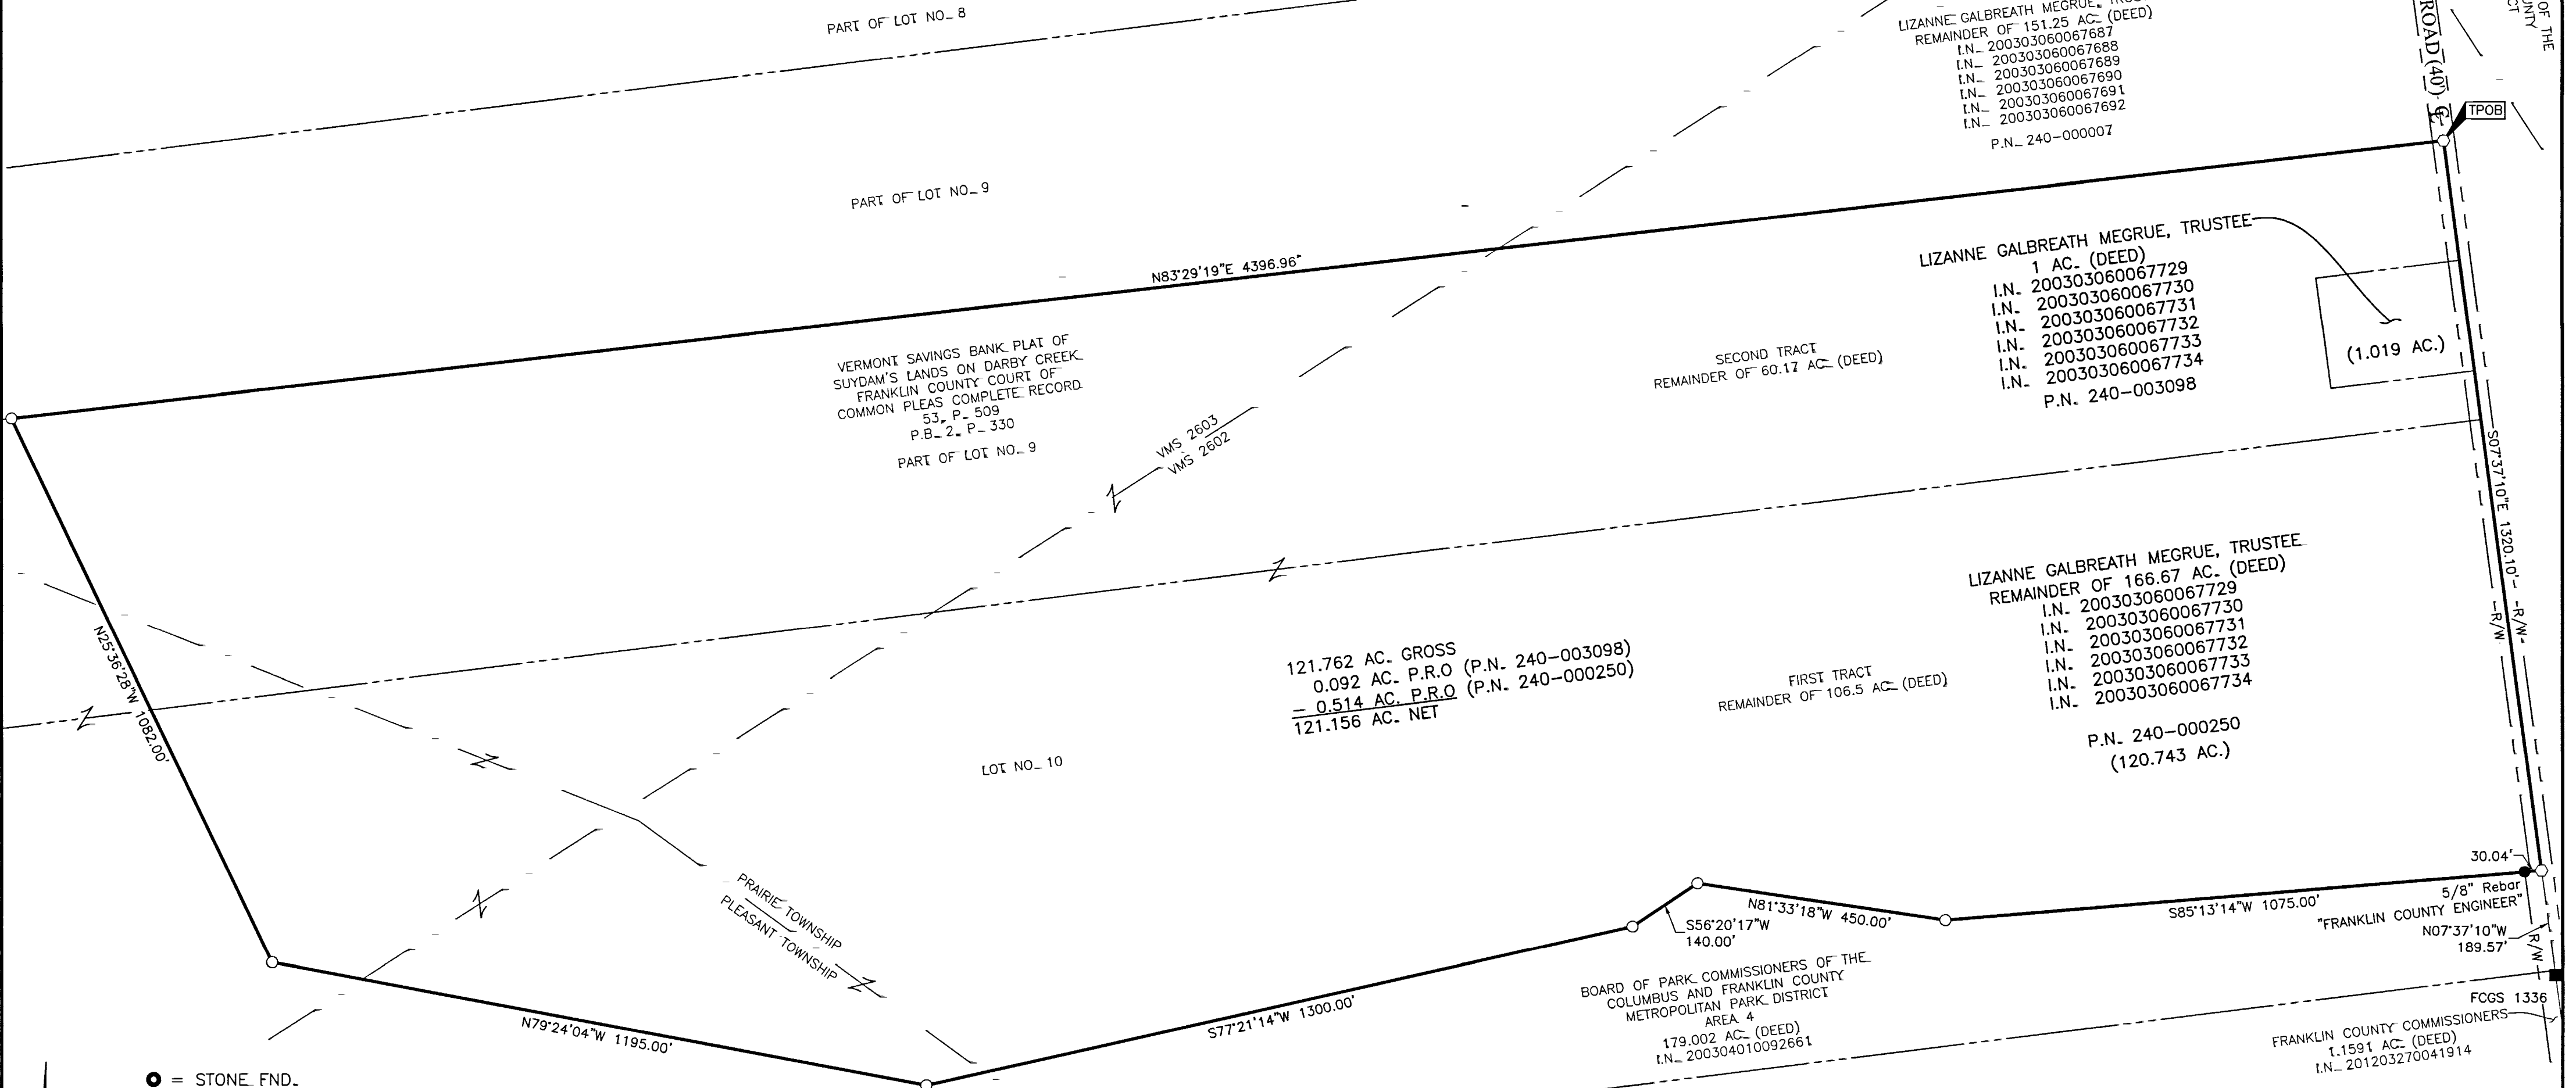 PART OF LOT NO. 8
LIZANNE GALBREATH MEGRUE,
REMAINDER OF 151.25 AC. (DEED)
I.N. 200303060067687
I.N. 200303060067688
I.N. 200303060067689
I.N. 200303060067690
I.N. 200303060067691
I.N. 200303060067692
P.N. 240-000007
ROAD (40')
OF THE
TPOB
PART OF LOT NO. 9
N83°29'19"E 4396.96'
LIZANNE GALBREATH MEGRUE, TRUSTEE
1 AC. (DEED)
I.N. 200303060067729
I.N. 200303060067730
I.N. 200303060067731
I.N. 200303060067732
I.N. 200303060067733
I.N. 200303060067734
P.N. 240-003098
(1.019 AC.)
SECOND TRACT
REMAINDER OF 60.17 AC. (DEED)
VERMONT SAVINGS BANK PLAT OF
SUYDAM'S LANDS ON DARBY CREEK
FRANKLIN COUNTY COURT OF
COMMON PLEAS COMPLETE RECORD
53, P. 509
P.B. 2, P. 330
PART OF LOT NO. 9
VMS 2603
VMS 2602
S07°37'10"E 1320.10'
R/W
R/W
LIZANNE GALBREATH MEGRUE, TRUSTEE
REMAINDER OF 166.67 AC. (DEED)
I.N. 200303060067729
I.N. 200303060067730
I.N. 200303060067731
I.N. 200303060067732
I.N. 200303060067733
I.N. 200303060067734
P.N. 240-000250
(120.743 AC.)
FIRST TRACT
REMAINDER OF 106.5 AC. (DEED)
121.762 AC. GROSS
0.092 AC. P.R.O (P.N. 240-003098)
- 0.514 AC. P.R.O (P.N. 240-000250)
121.156 AC. NET
N25°36'28"W 1082.00'
LOT NO. 10
PRAIRIE TOWNSHIP
PLEASANT TOWNSHIP
30.04'
5/8" Rebar
"FRANKLIN COUNTY ENGINEER"
S85°13'14"W 1075.00'
N81°33'18"W 450.00'
S56°20'17"W
140.00'
N07°37'10"W
189.57'
R/W
S77°21'14"W 1300.00'
N79°24'04"W 1195.00'
BOARD OF PARK COMMISSIONERS OF THE
COLUMBUS AND FRANKLIN COUNTY
METROPOLITAN PARK DISTRICT
AREA 4
179.002 AC. (DEED)
I.N. 200304010092661
FCGS 1336
FRANKLIN COUNTY COMMISSIONERS
1.1591 AC. (DEED)
I.N. 201203270041914
= STONE FND.